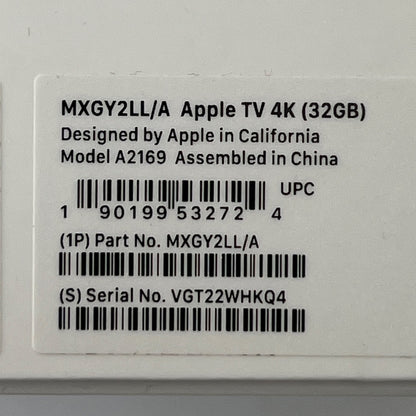 MXGY2LL/A Apple TV 4K (32GB)
Designed by Apple in California
Model A2169 Assembled in China
UPC
1 90199 53272 4
(1P) Part No. MXGY2LL/A
(S) Serial No. VGT22WHKQ4